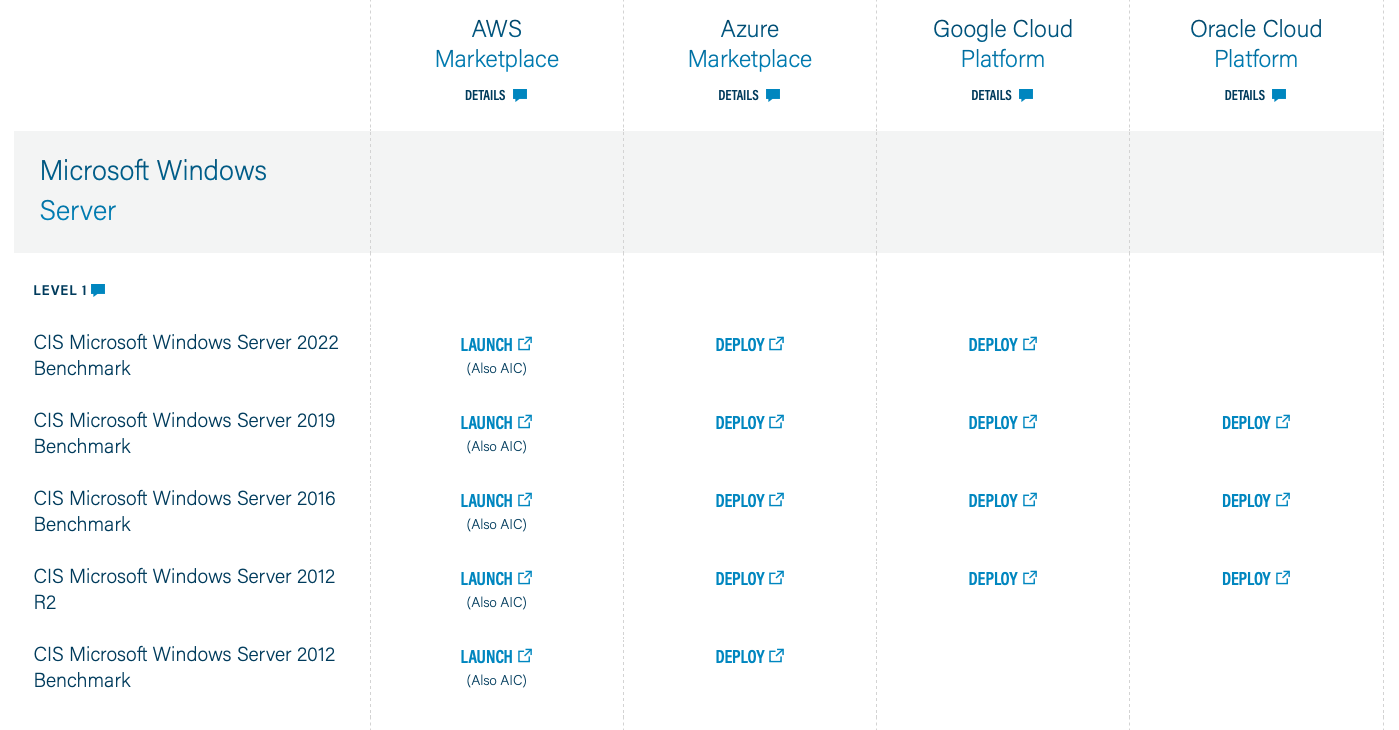 AWS
Marketplace
DETAILS
Azure
Marketplace
DETAILS
Google Cloud
Platform
DETAILS
Oracle Cloud
Platform
DETAILS
Microsoft Windows
Server
LEVEL 1
CIS Microsoft Windows Server 2022
Benchmark
LAUNCH
(Also AIC)
DEPLOY
DEPLOY
CIS Microsoft Windows Server 2019
Benchmark
LAUNCH
(Also AIC)
DEPLOY
DEPLOY
DEPLOY
CIS Microsoft Windows Server 2016
Benchmark
LAUNCH
(Also AIC)
DEPLOY
DEPLOY
DEPLOY
CIS Microsoft Windows Server 2012
R2
LAUNCH
(Also AIC)
DEPLOY
DEPLOY
DEPLOY
CIS Microsoft Windows Server 2012
Benchmark
LAUNCH
(Also AIC)
DEPLOY